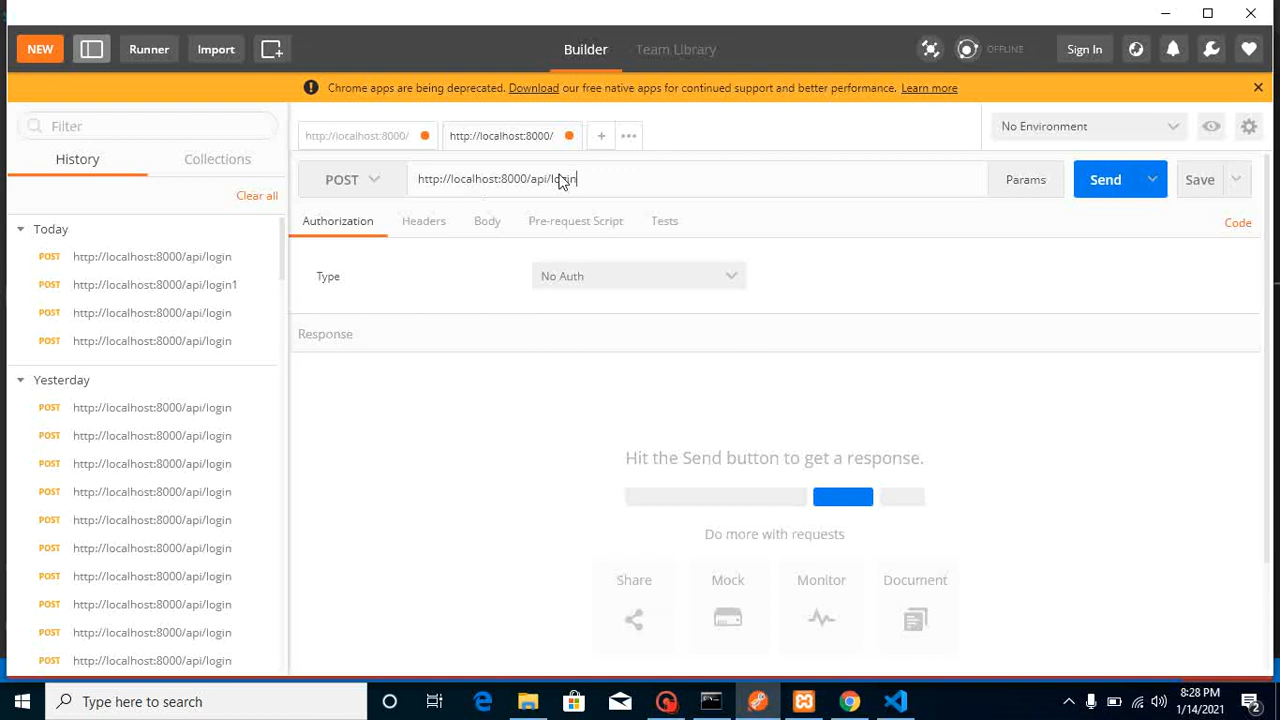 NEW
Runner
Import
Builder
Team Library
OFFLINE
Sign In
Chrome apps are being deprecated. Download our free native apps for continued support and better performance. Learn more
Filter
http://localhost:8000/
http://localhost:8000/
No Environment
History
Collections
POST
http://localhost:8000/api/login
Params
Send
Save
Clear all
Authorization
Headers
Body
Pre-request Script
Tests
Code
Today
POST http://localhost:8000/api/login
POST http://localhost:8000/api/login1
POST http://localhost:8000/api/login
POST http://localhost:8000/api/login
Type
No Auth
Response
Yesterday
POST http://localhost:8000/api/login
POST http://localhost:8000/api/login
POST http://localhost:8000/api/login
POST http://localhost:8000/api/login
POST http://localhost:8000/api/login
POST http://localhost:8000/api/login
POST http://localhost:8000/api/login
POST http://localhost:8000/api/login
POST http://localhost:8000/api/login
POST http://localhost:8000/api/login
Hit the Send button to get a response.
Do more with requests
Share
Mock
Monitor
Document
Type here to search
8:28 PM
1/14/2021
2